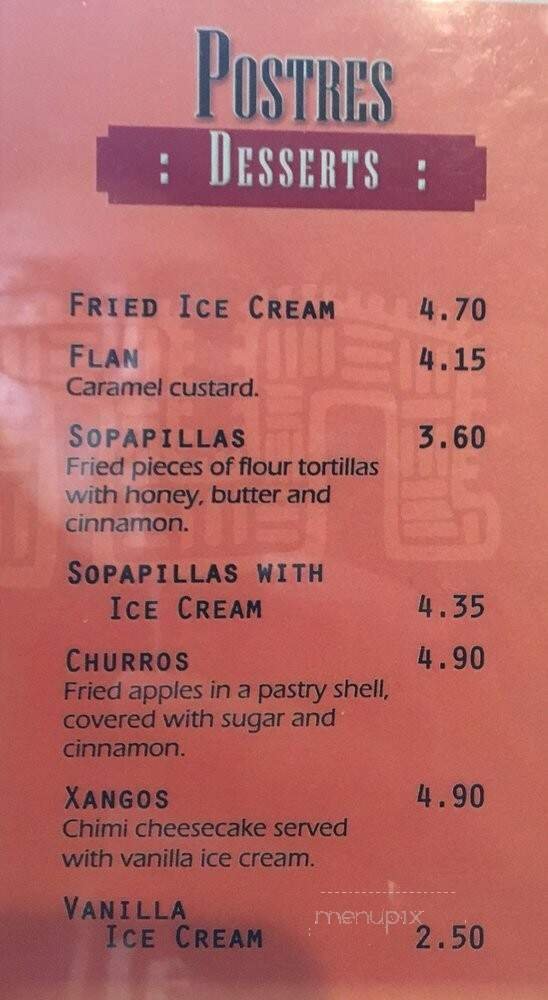 POSTRES
: DESSERTS :
FRIED ICE CREAM 4.70
FLAN 4.15
Caramel custard.
SOPAPILLAS 3.60
Fried pieces of flour tortillas
with honey, butter and
cinnamon.
SOPAPILLAS WITH
ICE CREAM 4.35
CHURROS 4.90
Fried apples in a pastry shell,
covered with sugar and
cinnamon.
XANGOS 4.90
Chimi cheesecake served
with vanilla ice cream.
VANILLA
menupix
ICE CREAM 2.50